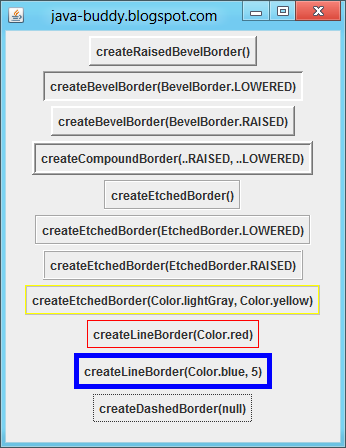 java-buddy.blogspot.com
createRaisedBevelBorder()
createBevelBorder(BevelBorder.LOWERED)
createBevelBorder(BevelBorder.RAISED)
createCompoundBorder(..RAISED, ..LOWERED)
createEtchedBorder()
createEtchedBorder(EtchedBorder.LOWERED)
createEtchedBorder(EtchedBorder.RAISED)
createEtchedBorder(Color.lightGray, Color.yellow)
createLineBorder(Color.red)
createLineBorder(Color.blue, 5)
createDashedBorder(null)